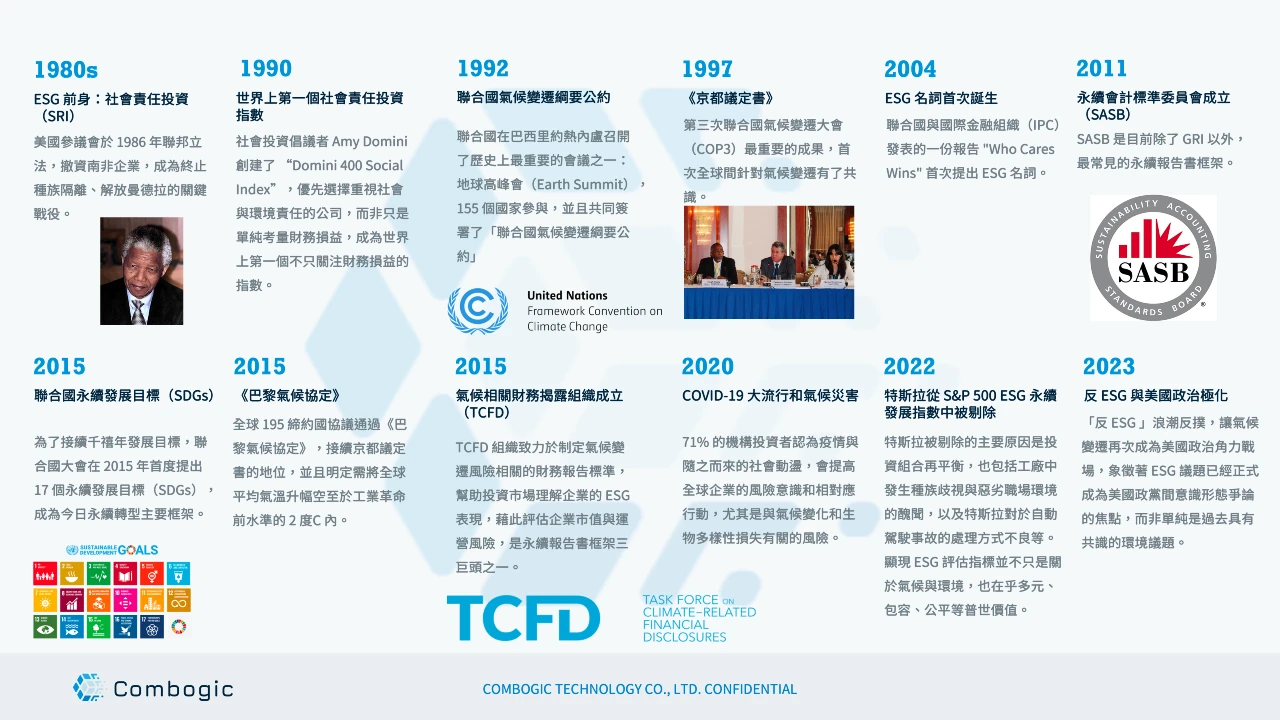 1980s
ESG 前身：社會責任投資
（SRI）
美國參議會於 1986 年聯邦立
法，撤資南非企業，成為終止
種族隔離、解放曼德拉的關鍵
戰役。
1990
世界上第一個社會責任投資
指數
社會投資倡議者 Amy Domini
創建了 “Domini 400 Social
Index”，優先選擇重視社會
與環境責任的公司，而非只是
單純考量財務損益，成為世界
上第一個不只關注財務損益的
指數。
1992
聯合國氣候變遷綱要公約
聯合國在巴西里約熱內盧召開
了歷史上最重要的會議之一：
地球高峰會（Earth Summit），
155 個國家參與，並且共同簽
署了「聯合國氣候變遷綱要公
約」
United Nations
Framework Convention on
Climate Change
1997
《京都議定書》
第三次聯合國氣候變遷大會
（COP3）最重要的成果，首
次全球間針對氣候變遷有了共
識。
2004
ESG 名詞首次誕生
聯合國與國際金融組織（IPC）
發表的一份報告 "Who Cares
Wins" 首次提出 ESG 名詞。
2011
永續會計標準委員會成立
（SASB）
SASB 是目前除了 GRI 以外，
最常見的永續報告書框架。
SUSTAINABILITY ACCOUNTING
SASB
STANDARDS BOARD
®
2015
聯合國永續發展目標（SDGs）
為了接續千禧年發展目標，聯
合國大會在 2015 年首度提出
17 個永續發展目標（SDGs），
成為今日永續轉型主要框架。
SUSTAINABLE
DEVELOPMENT GOALS
2015
《巴黎氣候協定》
全球 195 締約國協議通過《巴
黎氣候協定》，接續京都議定
書的地位，並且明定需將全球
平均氣溫升幅空至於工業革命
前水準的 2 度C 內。
2015
氣候相關財務揭露組織成立
（TCFD）
TCFD 組織致力於制定氣候變
遷風險相關的財務報告標準，
幫助投資市場理解企業的 ESG
表現，藉此評估企業市值與運
營風險，是永續報告書框架三
巨頭之一。
TCFD
TASK FORCE ON
CLIMATE-RELATED
FINANCIAL
DISCLOSURES
2020
COVID-19 大流行和氣候災害
71% 的機構投資者認為疫情與
隨之而來的社會動盪，會提高
全球企業的風險意識和相對應
行動，尤其是與氣候變化和生
物多樣性損失有關的風險。
2022
特斯拉從 S&P 500 ESG 永續
發展指數中被剔除
特斯拉被剔除的主要原因是投
資組合再平衡，也包括工廠中
發生種族歧視與惡劣職場環境
的醜聞，以及特斯拉對於自動
駕駛事故的處理方式不良等。
顯現 ESG 評估指標並不只是關
於氣候與環境，也在乎多元、
包容、公平等普世價值。
2023
反 ESG 與美國政治極化
「反 ESG 」浪潮反撲，讓氣候
變遷再次成為美國政治角力戰
場，象徵著 ESG 議題已經正式
成為美國政黨間意識形態爭論
的焦點，而非單純是過去具有
共識的環境議題。
Combogic
COMBOGIC TECHNOLOGY CO., LTD. CONFIDENTIAL